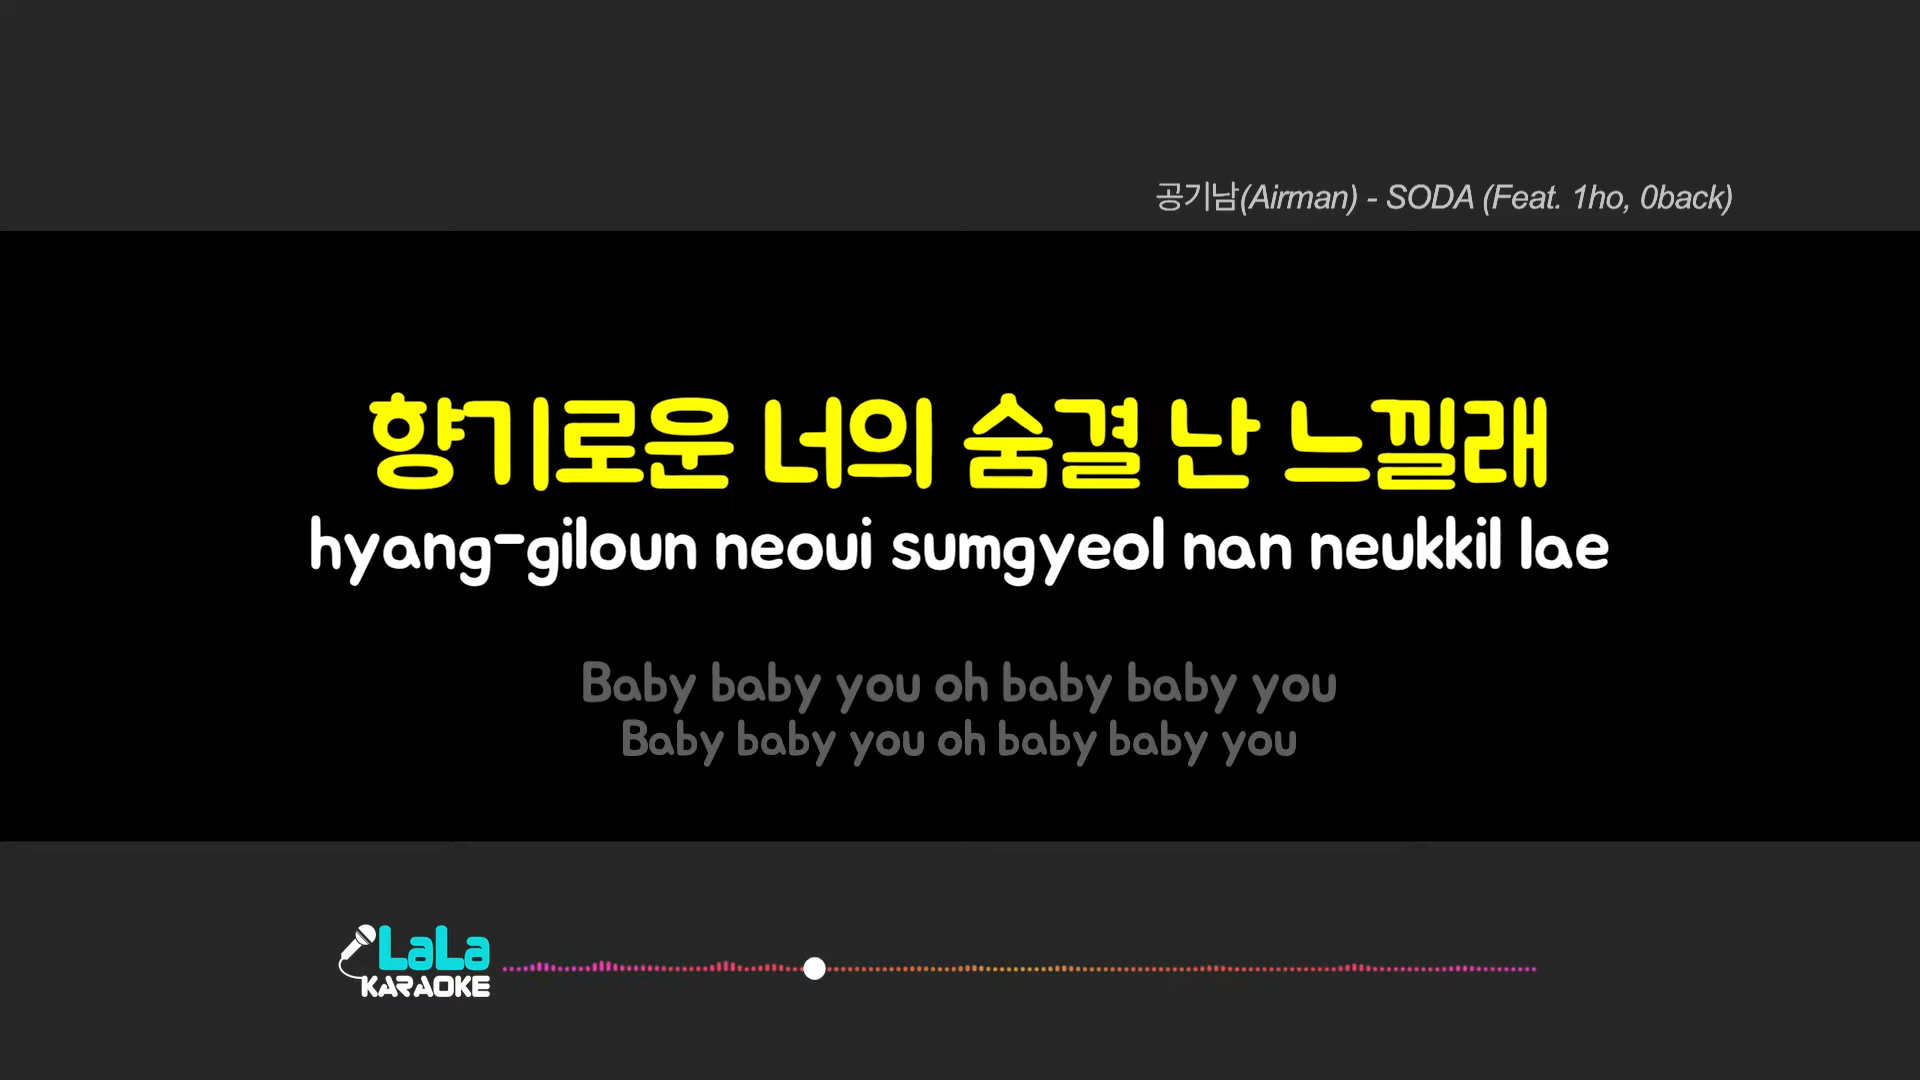 공기남(Airman) - SODA (Feat. 1ho, 0back)
향기로운 너의 숨결 난 느낄래
hyang-giloun neoui sumgyeol nan neukkil lae
Baby baby you oh baby baby you
Baby baby you oh baby baby you
LaLa
KARAOKE